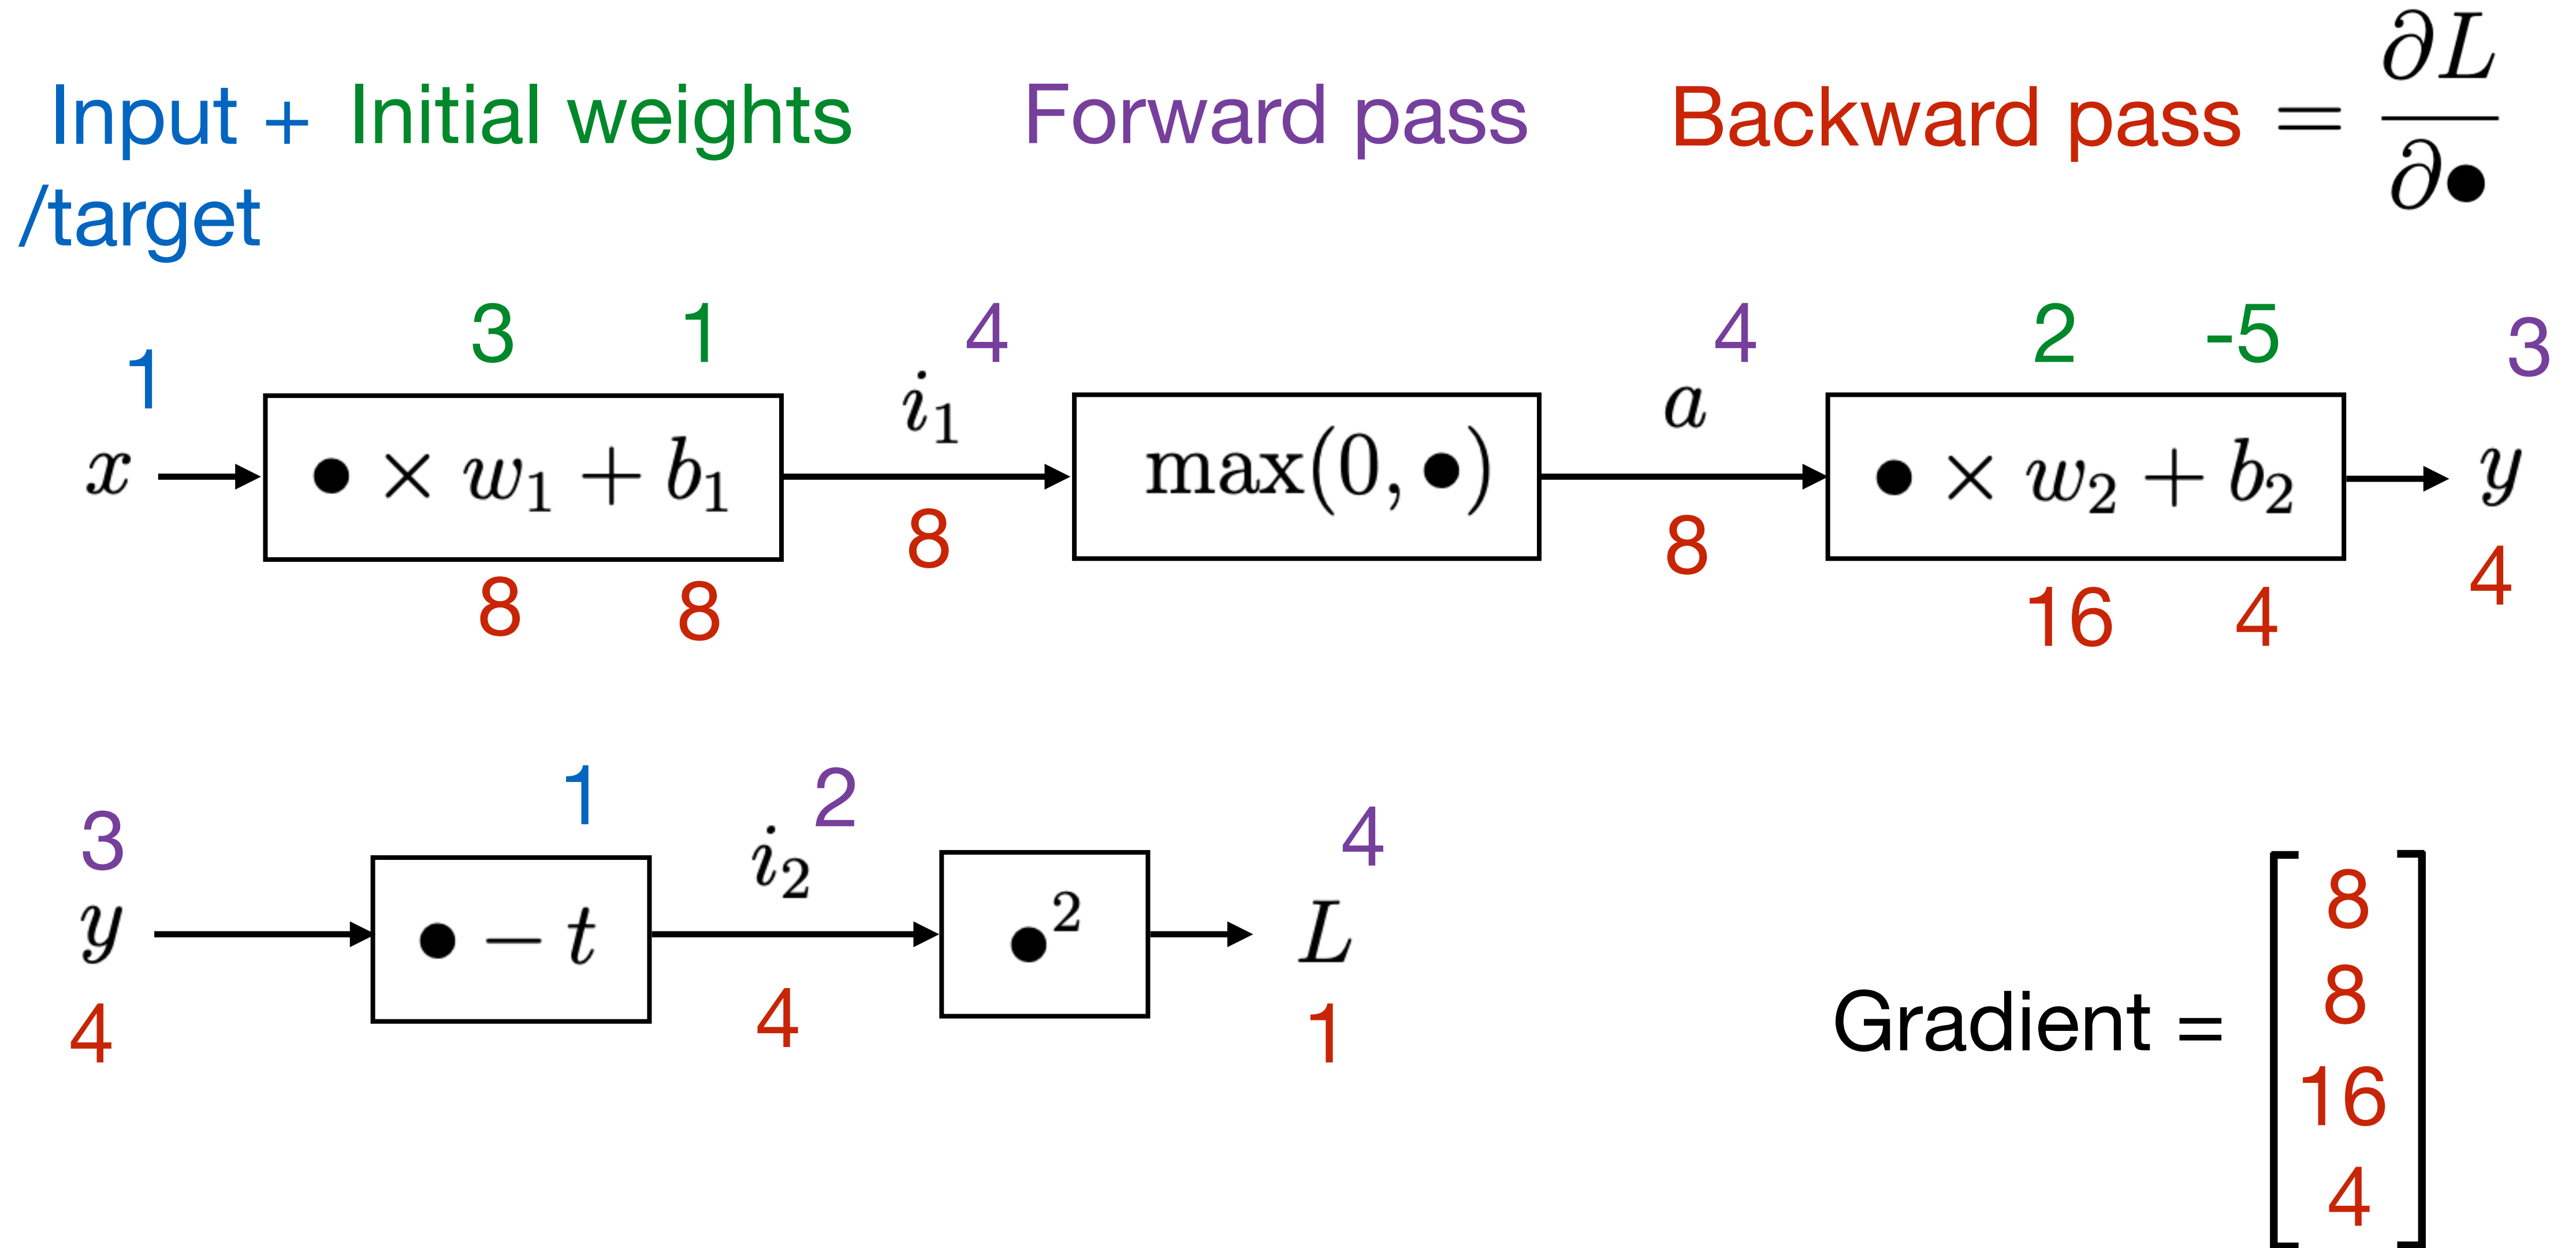 Input + Initial weights Forward pass Backward pass = ∂L/∂●
/target
3 1 4 4 2 -5 3
1 i₁ a
x ● × w₁ + b₁ max(0, ●) ● × w₂ + b₂ y
8 8 4
8 8 16 4
1 2 4
3 i₂
y ● − t ●² L
4 4 1
Gradient =
8
8
16
4